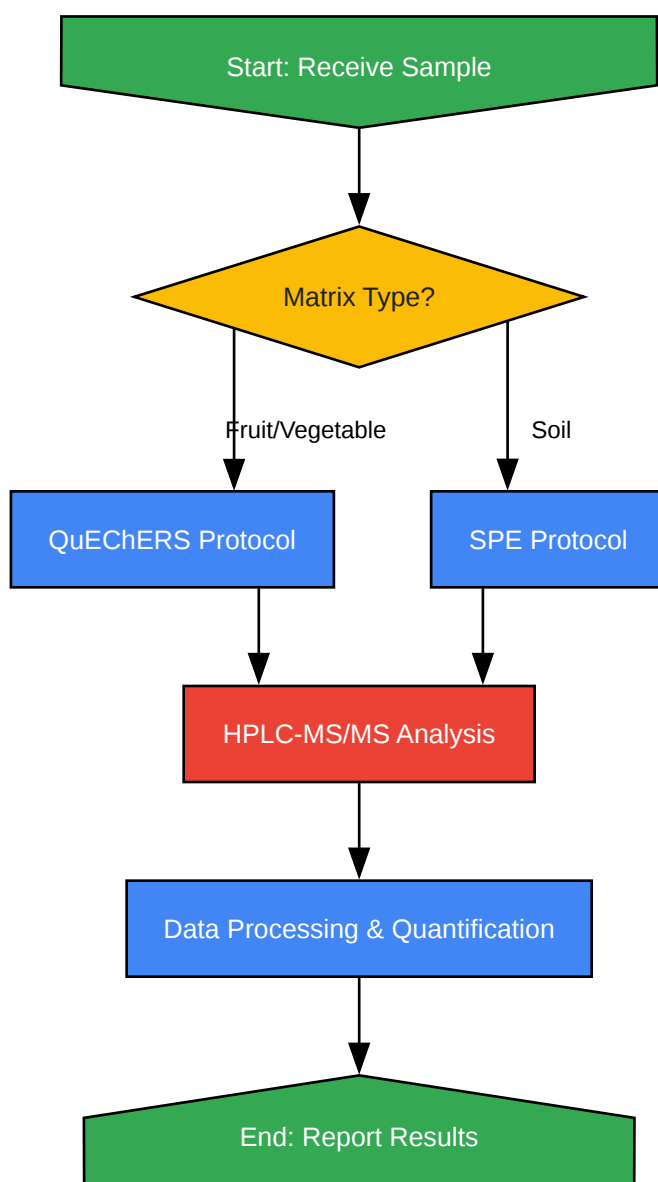 Start: Receive Sample
Matrix Type?
Fruit/Vegetable
Soil
QuEChERS Protocol
SPE Protocol
HPLC-MS/MS Analysis
Data Processing & Quantification
End: Report Results